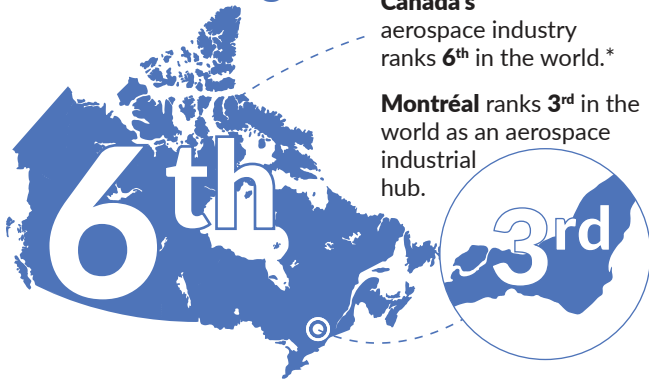 Canada's
aerospace industry
ranks 6th in the world.*
Montréal ranks 3rd in the
world as an aerospace
industrial
hub.
6th
3rd